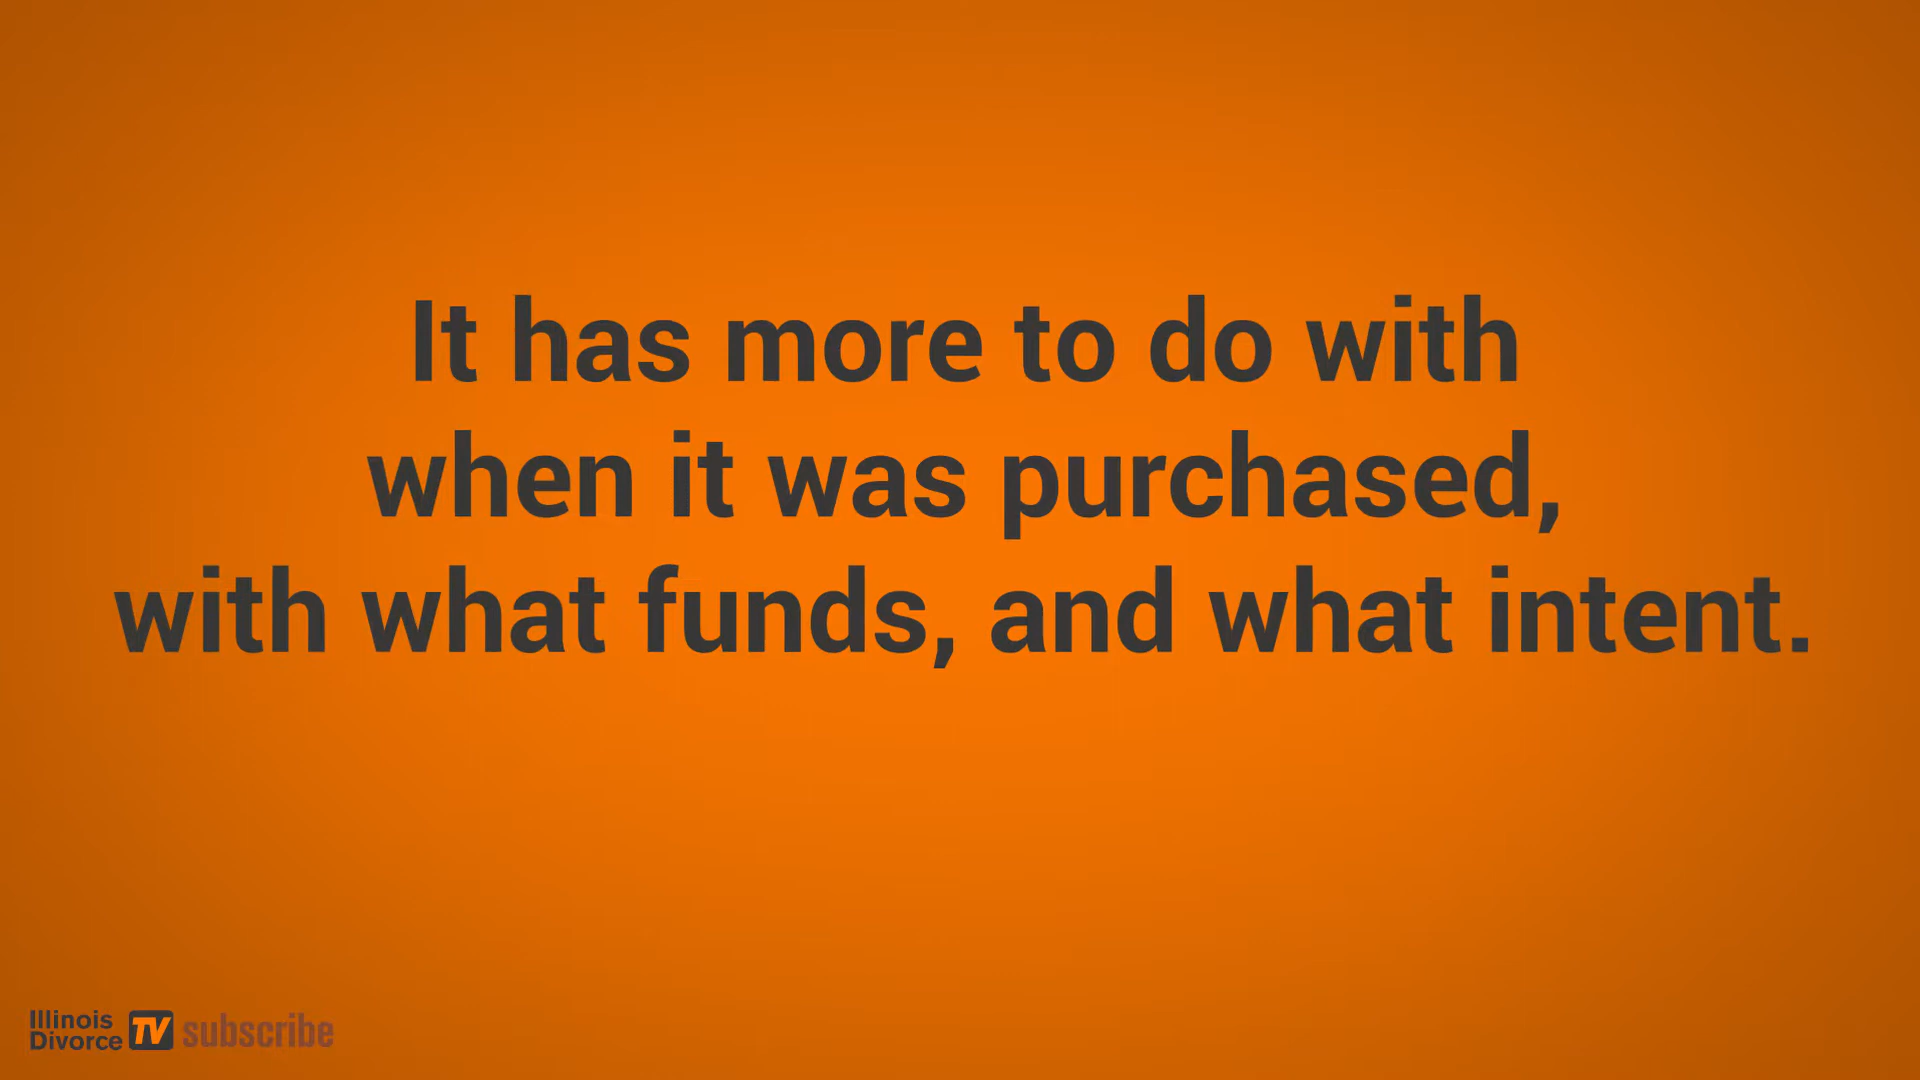 It has more to do with
when it was purchased,
with what funds, and what intent.
Illinois
Divorce TV subscribe